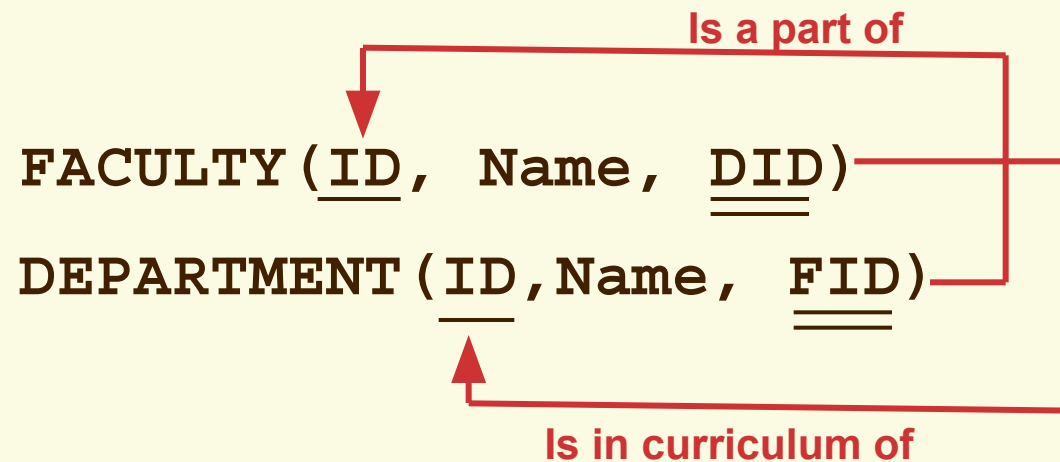 Is a part of
FACULTY(ID, Name, DID)
DEPARTMENT(ID,Name, FID)
Is in curriculum of